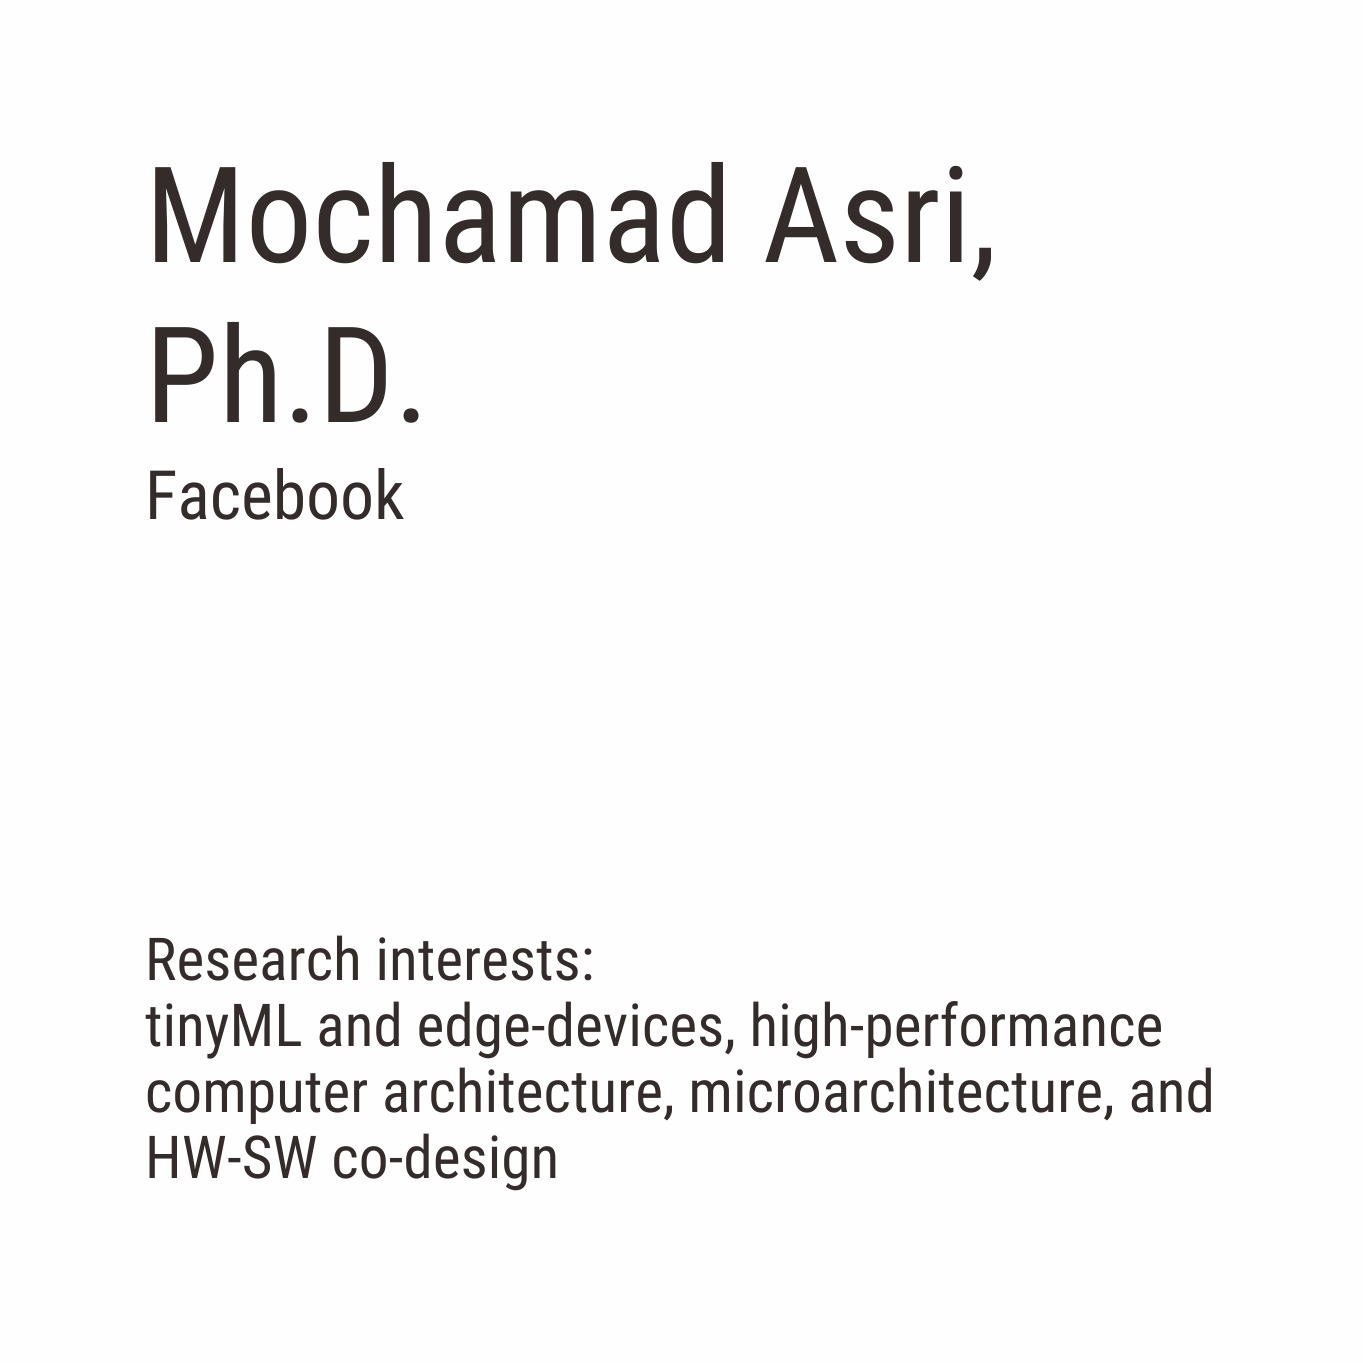 Mochamad Asri,
Ph.D.
Facebook
Research interests:
tinyML and edge-devices, high-performance
computer architecture, microarchitecture, and
HW-SW co-design